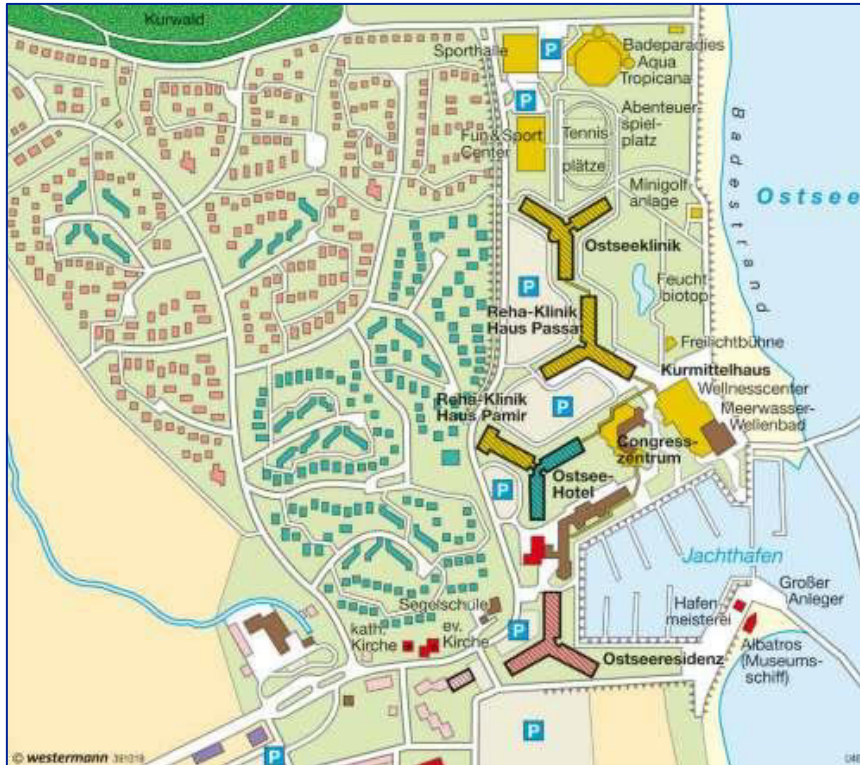 Kurwald
Sporthalle
P
Badeparadies
Aqua
Tropicana
P
Fun & Sport
Center
Tennis-
plätze
Abenteuer-
spiel-
platz
Minigolf-
anlage
Badestrand
Ostsee
Ostseeklinik
P
Feucht-
biotop
Reha-Klinik
Haus Passat
Freilichtbühne
Kurmittelhaus
Wellnesscenter
Meerwasser-
Wellenbad
Reha-Klinik
Haus Pamir
P
Congress-
zentrum
Ostsee-
Hotel
P
Jachthafen
Großer
Anleger
Hafen-
meisterei
Segelschule
kath.
Kirche
ev.
Kirche
P
Ostseeresidenz
Albatros
(Museums-
schiff)
P
P
© westermann 381018